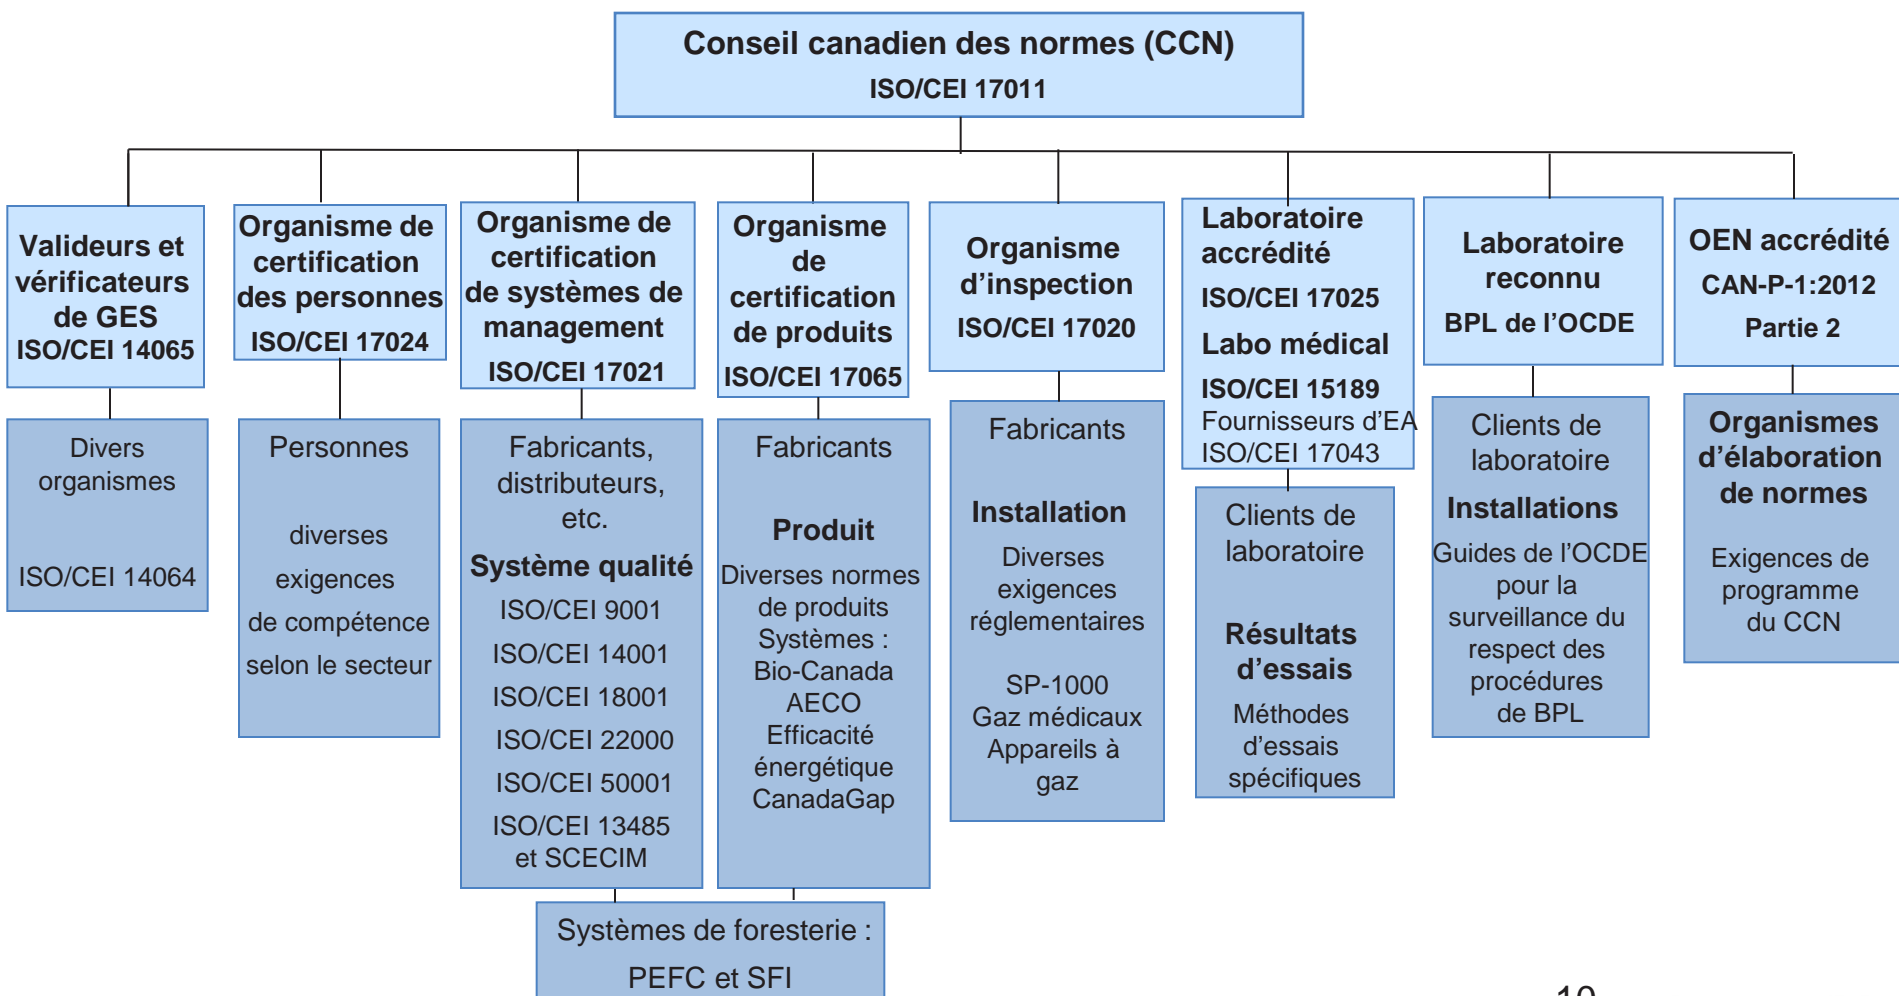 Conseil canadien des normes (CCN)
ISO/CEI 17011
Valideurs et
vérificateurs
de GES
ISO/CEI 14065
Divers
organismes
ISO/CEI 14064
Organisme de
certification
des personnes
ISO/CEI 17024
Personnes
diverses
exigences
de compétence
selon le secteur
Organisme de
certification
de systèmes de
management
ISO/CEI 17021
Fabricants,
distributeurs,
etc.
Système qualité
ISO/CEI 9001
ISO/CEI 14001
ISO/CEI 18001
ISO/CEI 22000
ISO/CEI 50001
ISO/CEI 13485
et SCECIM
Organisme
de
certification
de produits
ISO/CEI 17065
Fabricants
Produit
Diverses normes
de produits
Systèmes :
Bio-Canada
AECO
Efficacité
énergétique
CanadaGap
Systèmes de foresterie :
PEFC et SFI
Organisme
d’inspection
ISO/CEI 17020
Fabricants
Installation
Diverses
exigences
réglementaires
SP-1000
Gaz médicaux
Appareils à
gaz
Laboratoire
accrédité
ISO/CEI 17025
Labo médical
ISO/CEI 15189
Fournisseurs d’EA
ISO/CEI 17043
Clients de
laboratoire
Résultats
d’essais
Méthodes
d’essais
spécifiques
Laboratoire
reconnu
BPL de l’OCDE
Clients de
laboratoire
Installations
Guides de l’OCDE
pour la
surveillance du
respect des
procédures
de BPL
OEN accrédité
CAN-P-1:2012
Partie 2
Organismes
d’élaboration
de normes
Exigences de
programme
du CCN
10